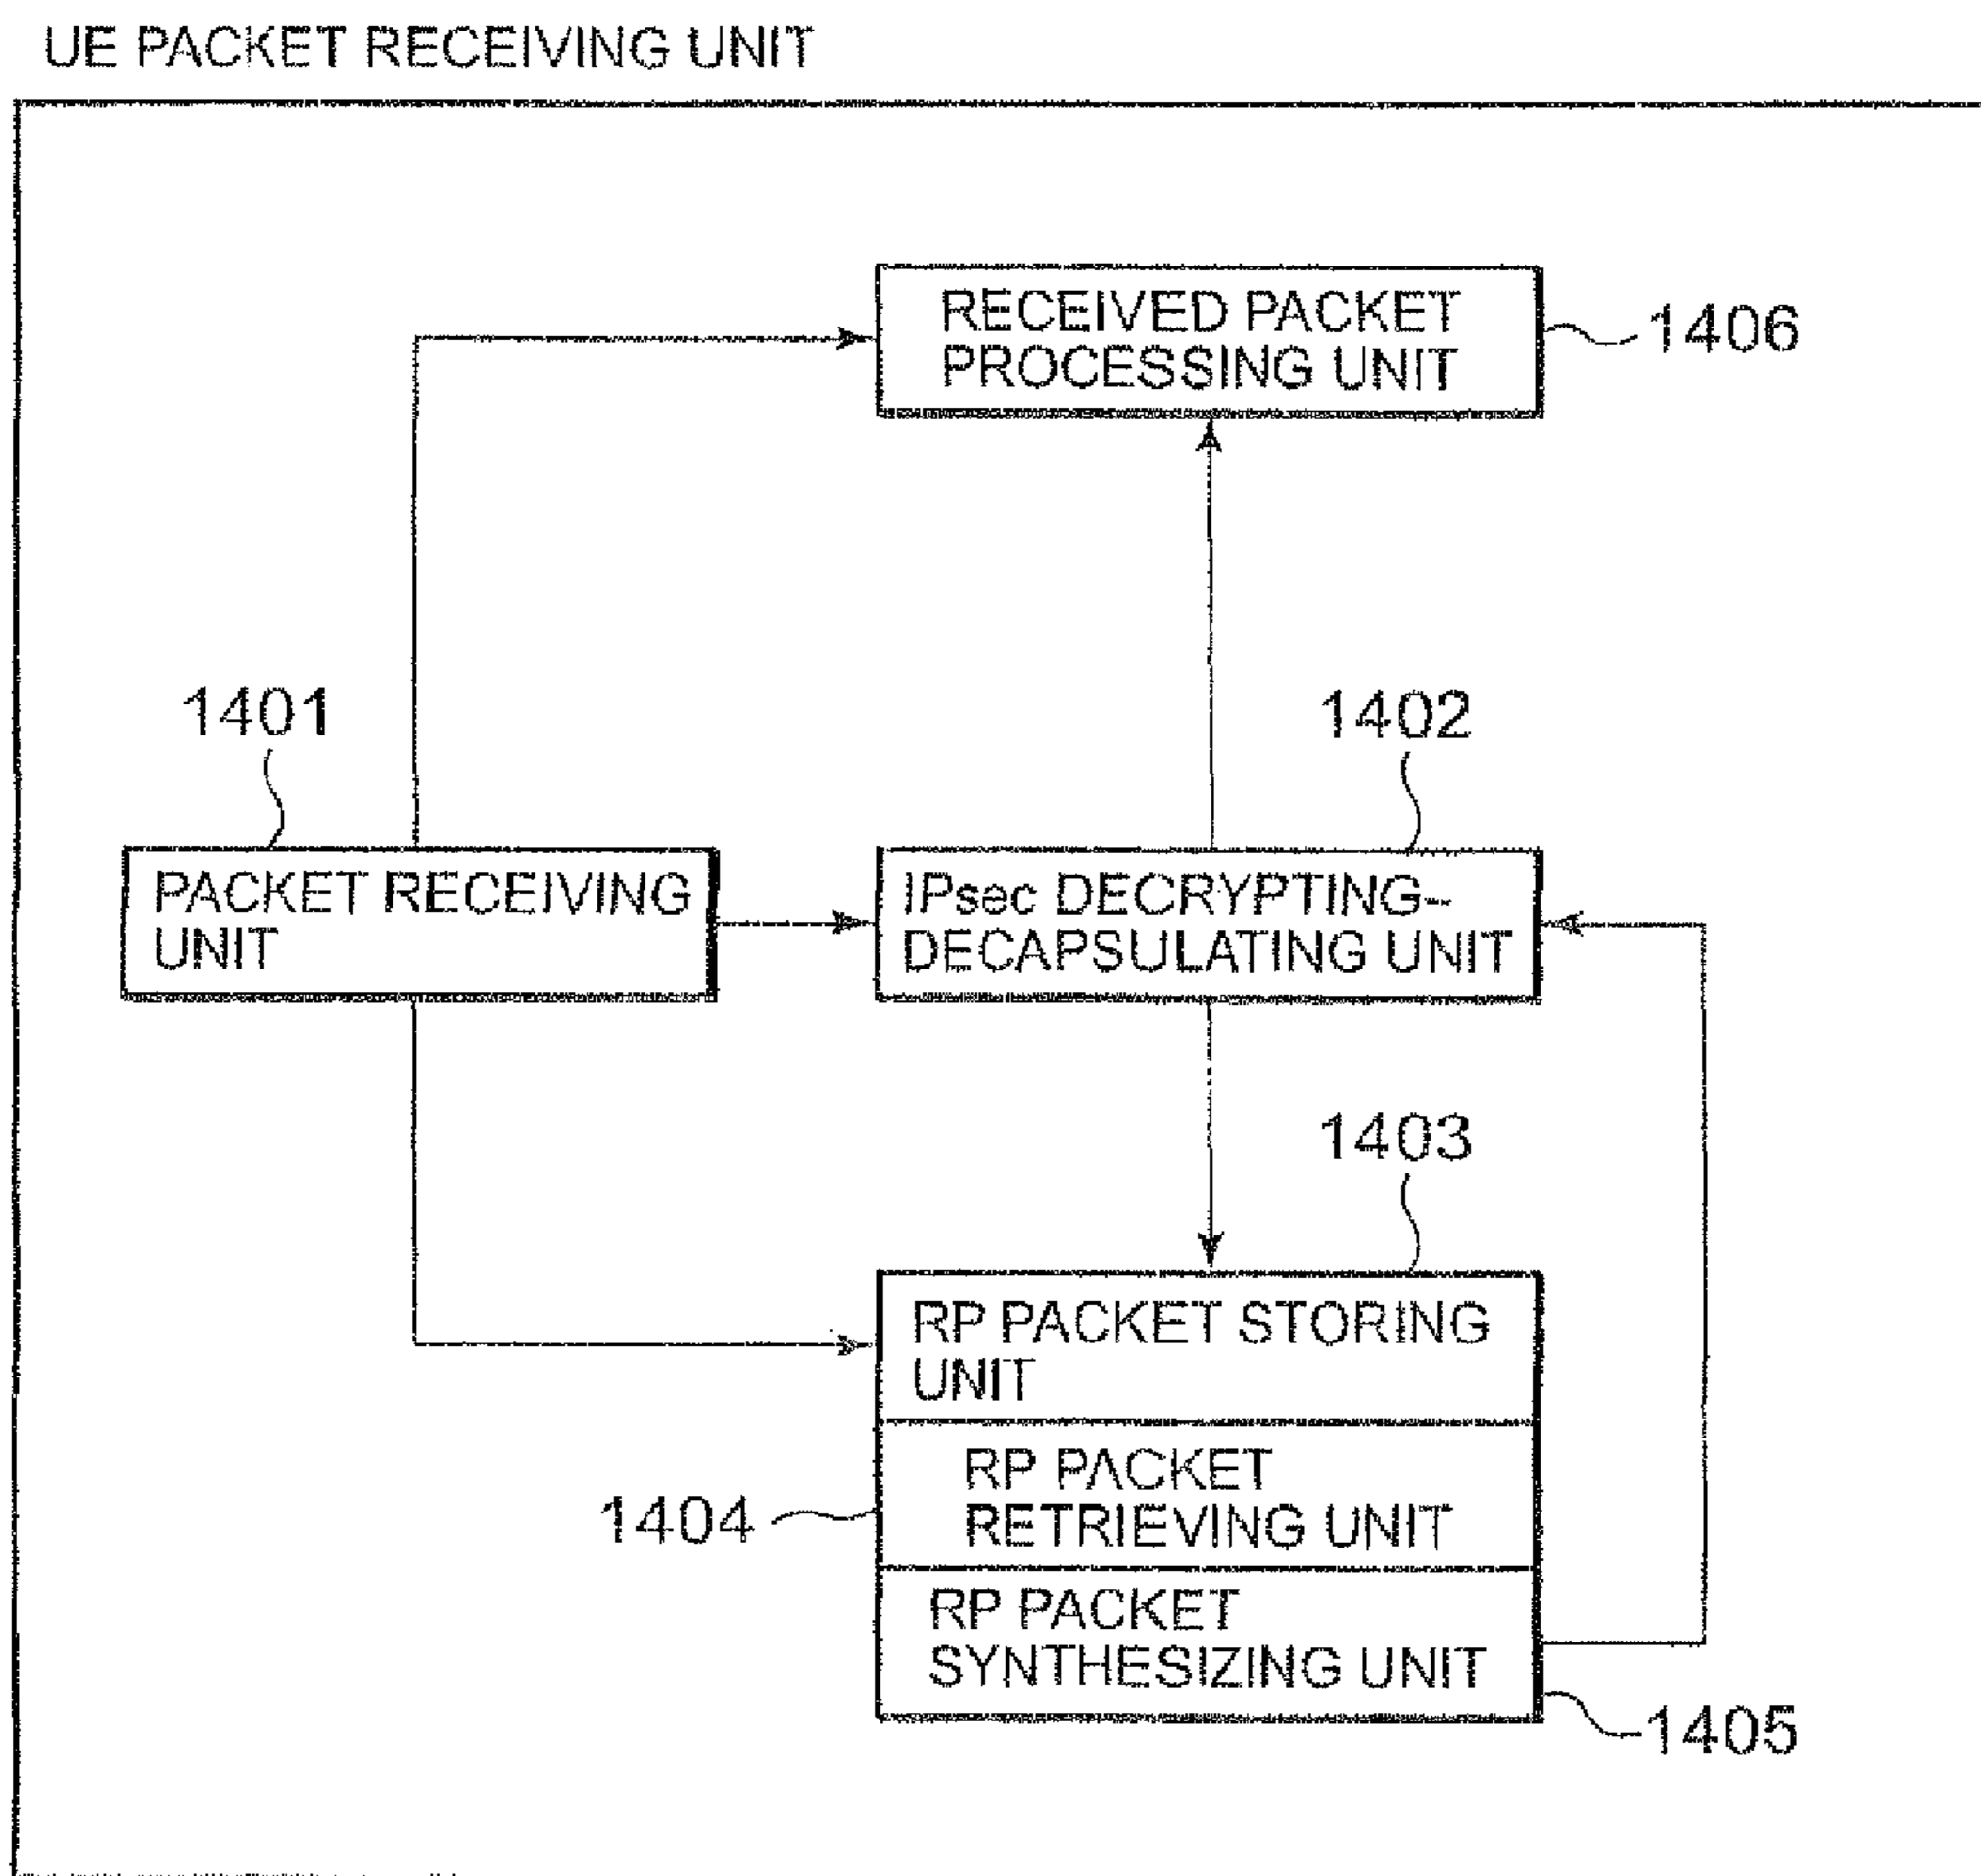 UE PACKET RECEIVING UNIT
RECEIVED PACKET
PROCESSING UNIT
1406
1401
1402
PACKET RECEIVING
UNIT
IPsec DECRYPTING-
DECAPSULATING UNIT
1403
RP PACKET STORING
UNIT
RP PACKET
RETRIEVING UNIT
1404
RP PACKET
SYNTHESIZING UNIT
1405